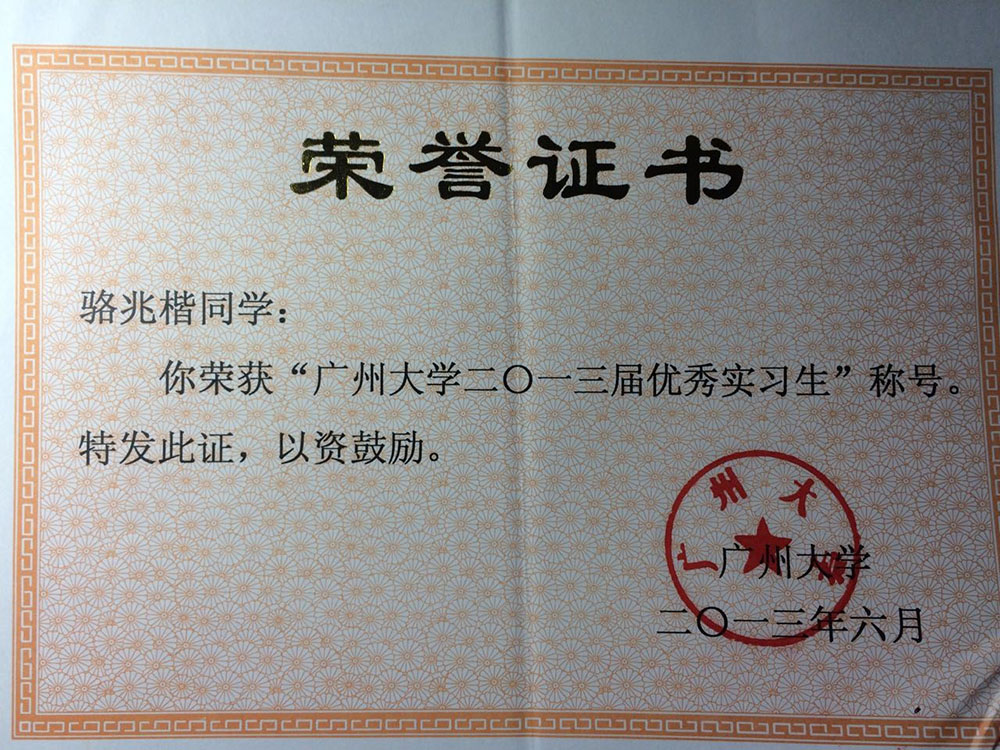 荣誉证书
骆兆楷同学：
你荣获“广州大学二〇一三届优秀实习生”称号。
特发此证，以资鼓励。
广州大学
广州大学
二〇一三年六月